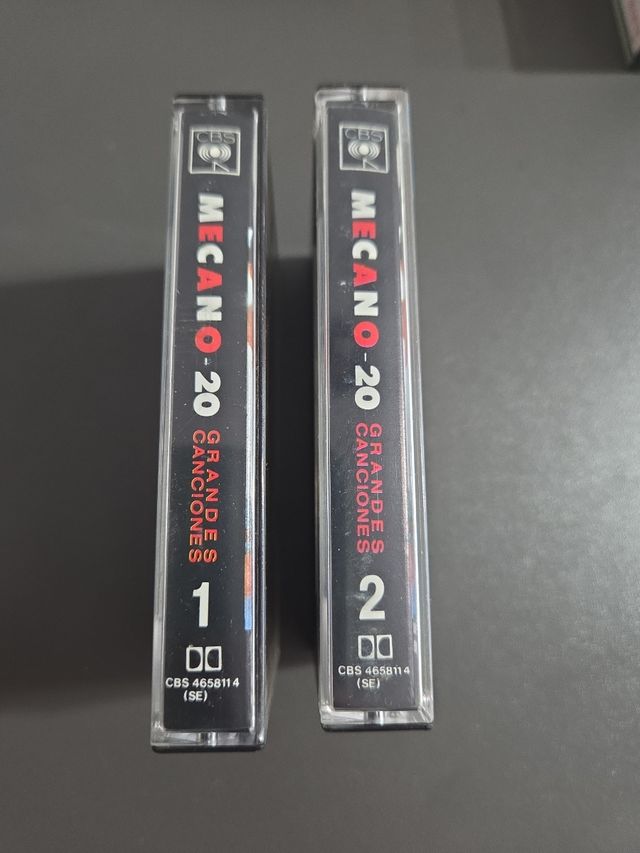 CBS
MECANO - 20
GRANDES
CANCIONES
1
CBS 4658114
(SE)
CBS
MECANO - 20
GRANDES
CANCIONES
2
CBS 4658114
(SE)